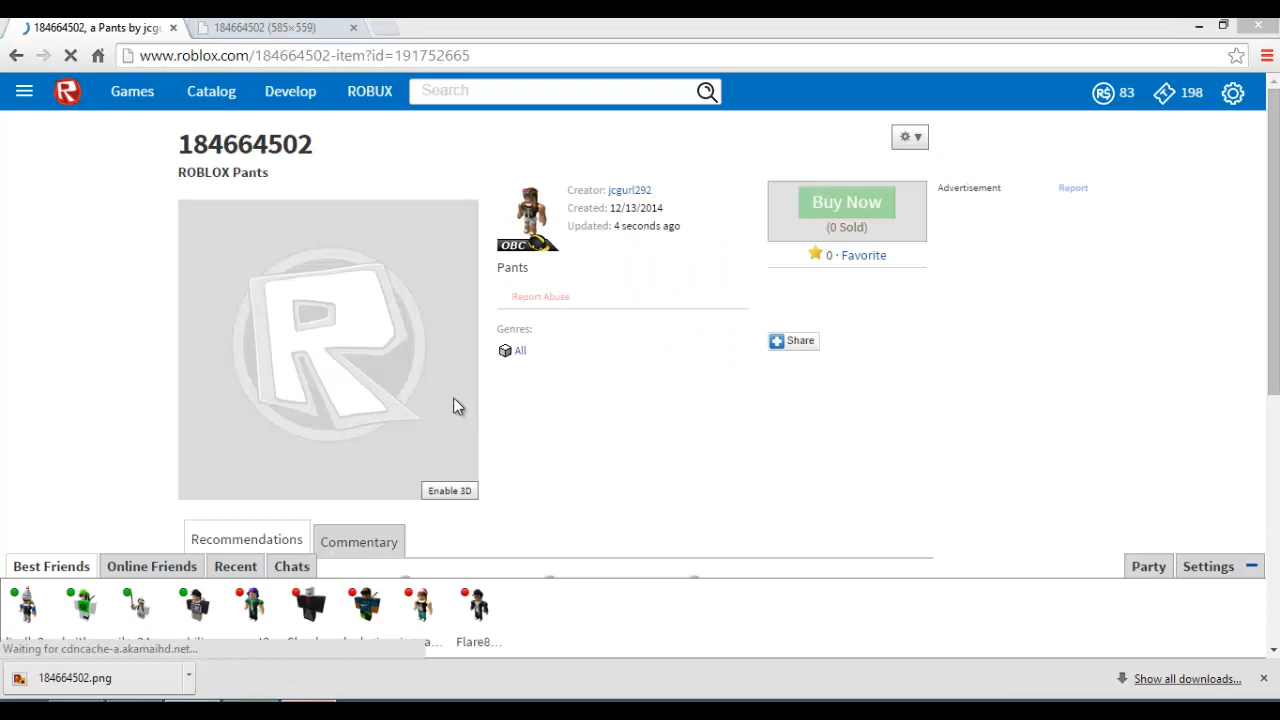 184664502, a Pants by jcg
184664502 (585×559)
www.roblox.com/184664502-item?id=191752665
Games Catalog Develop ROBUX Search R$ 83 198
184664502
ROBLOX Pants
Creator: jcgurl292
Created: 12/13/2014
Updated: 4 seconds ago
OBC
Pants
Report Abuse
Genres:
All
Buy Now
(0 Sold)
0 · Favorite
Share
Advertisement Report
Enable 3D
Recommendations Commentary
Best Friends Online Friends Recent Chats Party Settings
Flare8...
Waiting for cdncache-a.akamaihd.net...
184664502.png Show all downloads...